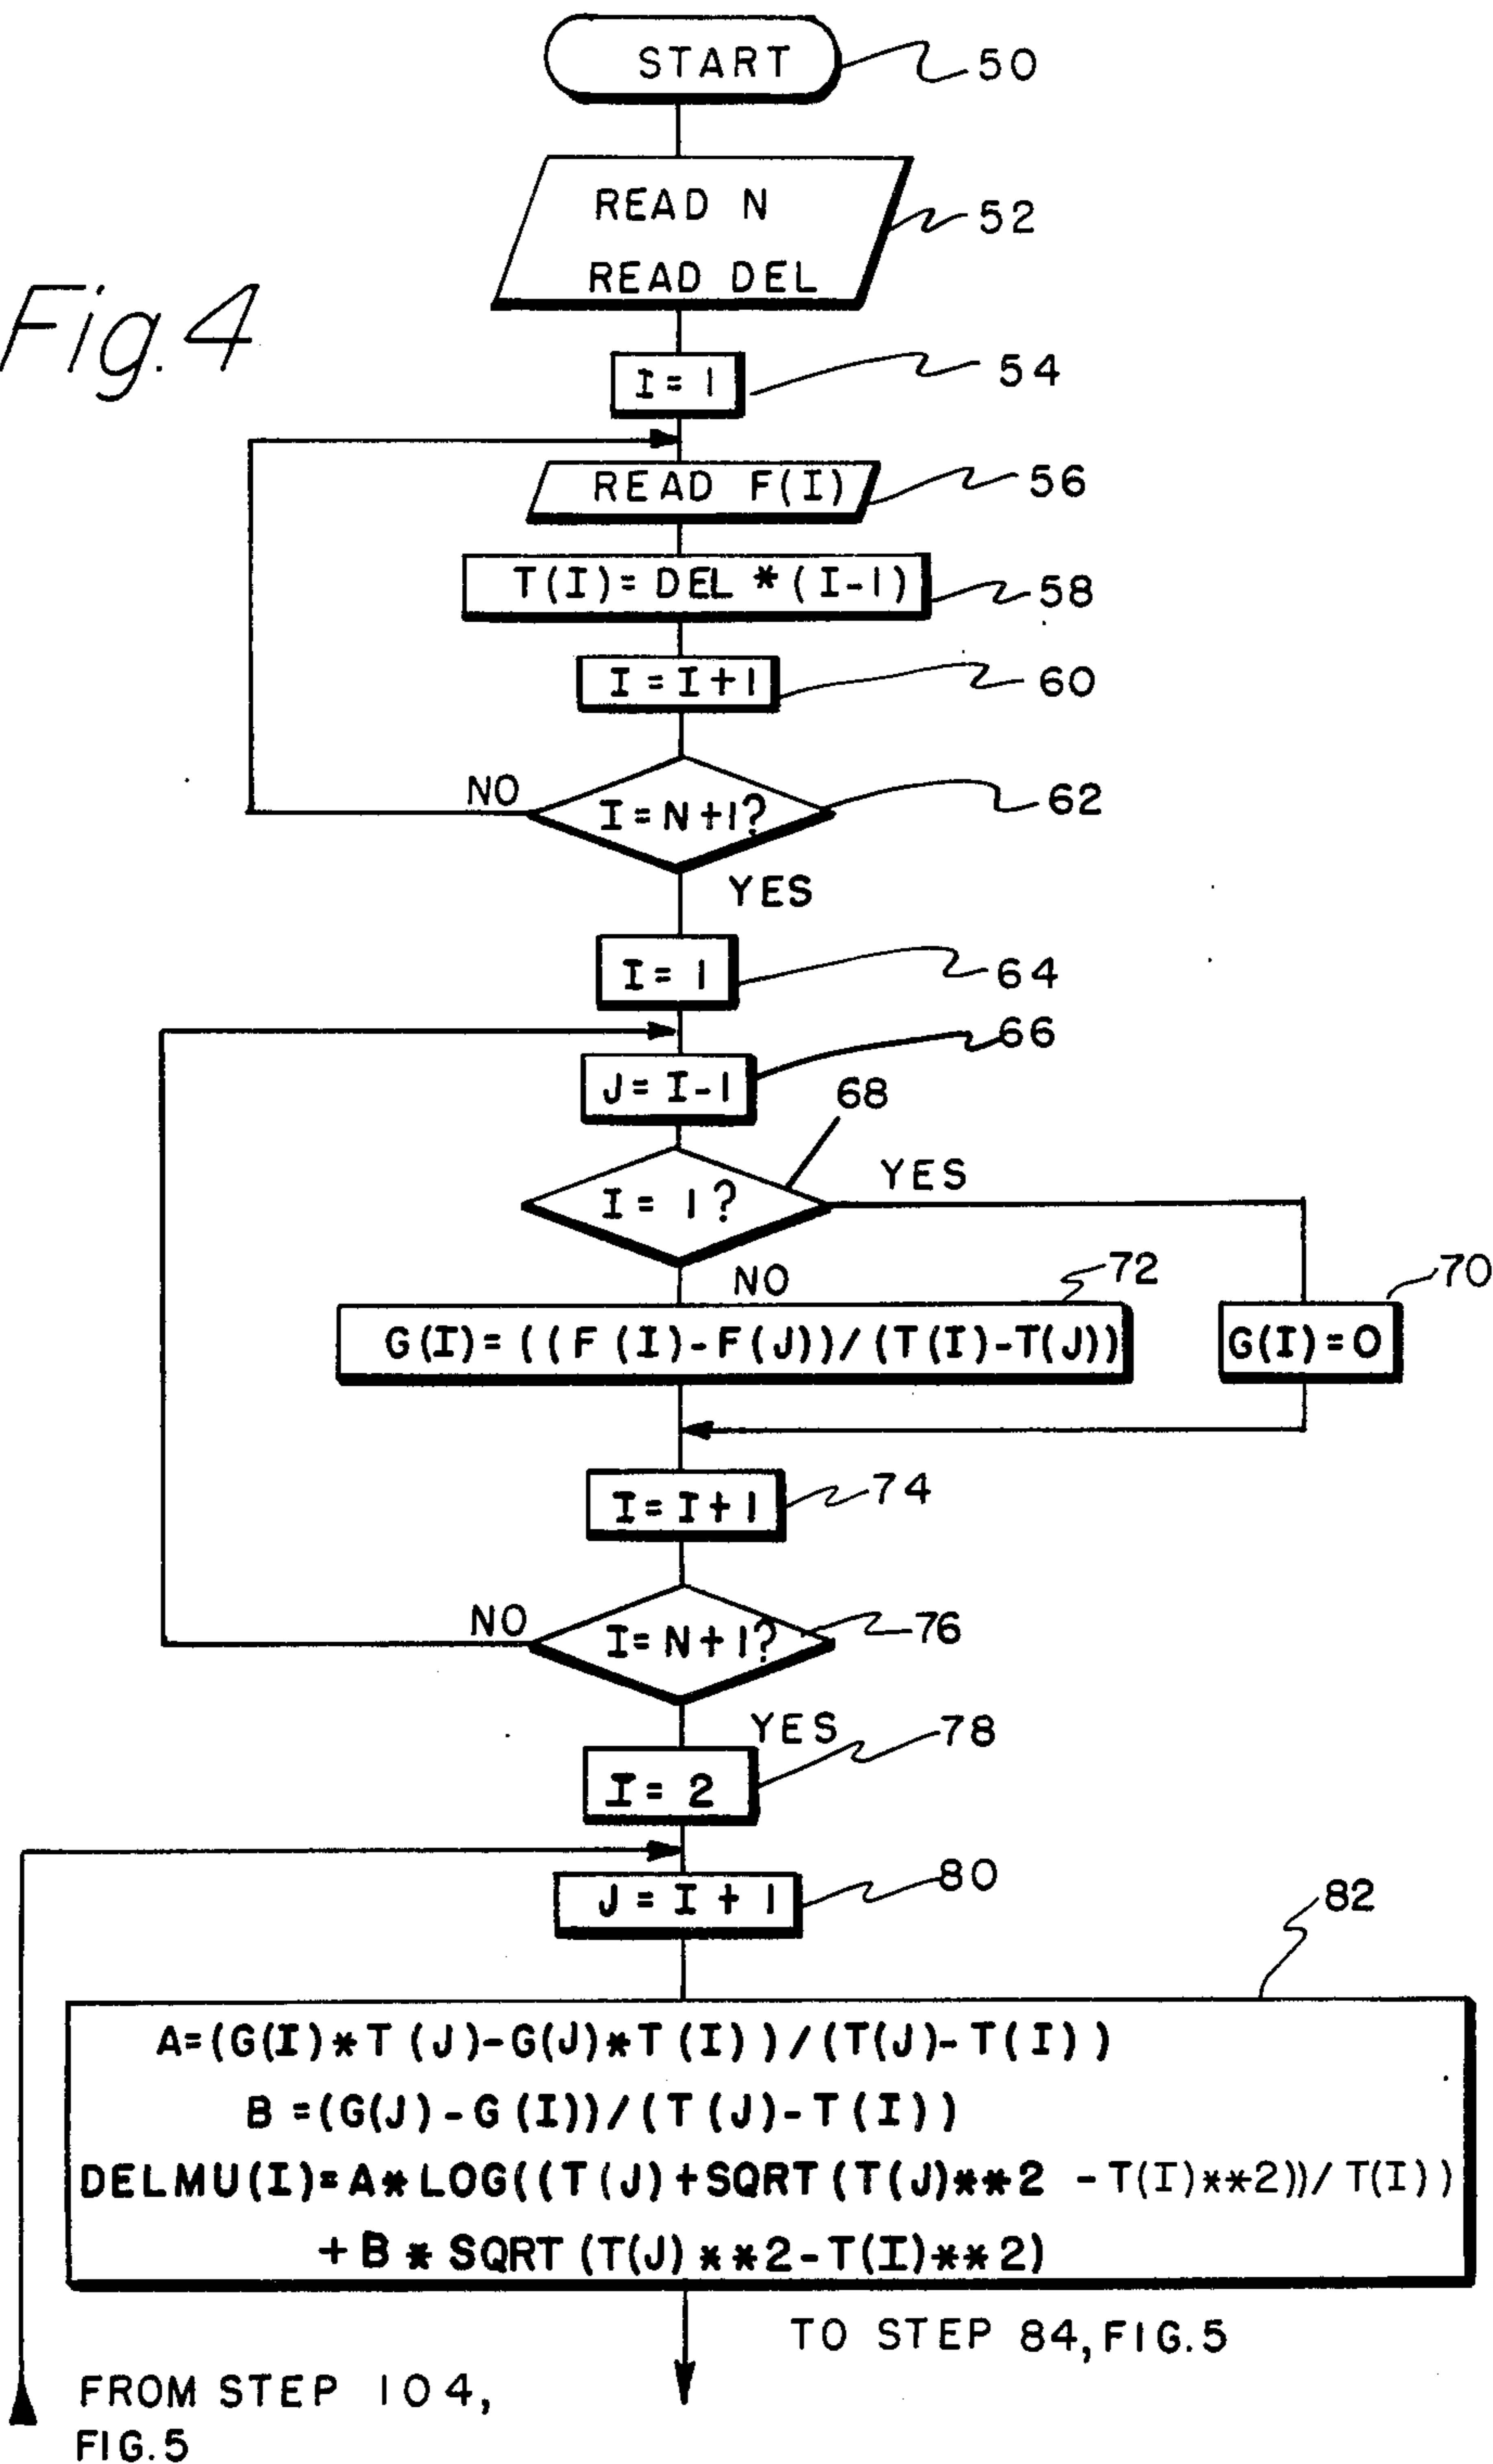 START
50
READ N
READ DEL
52
Fig.4
I = 1
54
READ F(I)
56
T(I)= DEL *(I-1)
58
I = I+1
60
NO
I = N+1?
62
YES
I = 1
64
66
J= I-1
68
I = 1?
YES
NO
72
70
G(I)=((F(I)-F(J))/(T(I)-T(J))
G(I)=0
I = I+1
74
NO
I= N+1?
76
YES
78
I = 2
80
J = I + 1
82
A=(G(I)*T(J)-G(J)*T(I))/(T(J)-T(I))
B =(G(J)-G(I))/(T(J)-T(I))
DELMU(I)=A* LOG((T(J)+SQRT(T(J)**2 -T(I)**2))/T(I))
+B * SQRT (T(J)**2-T(I)**2)
TO STEP 84, FIG.5
FROM STEP 104,
FIG.5